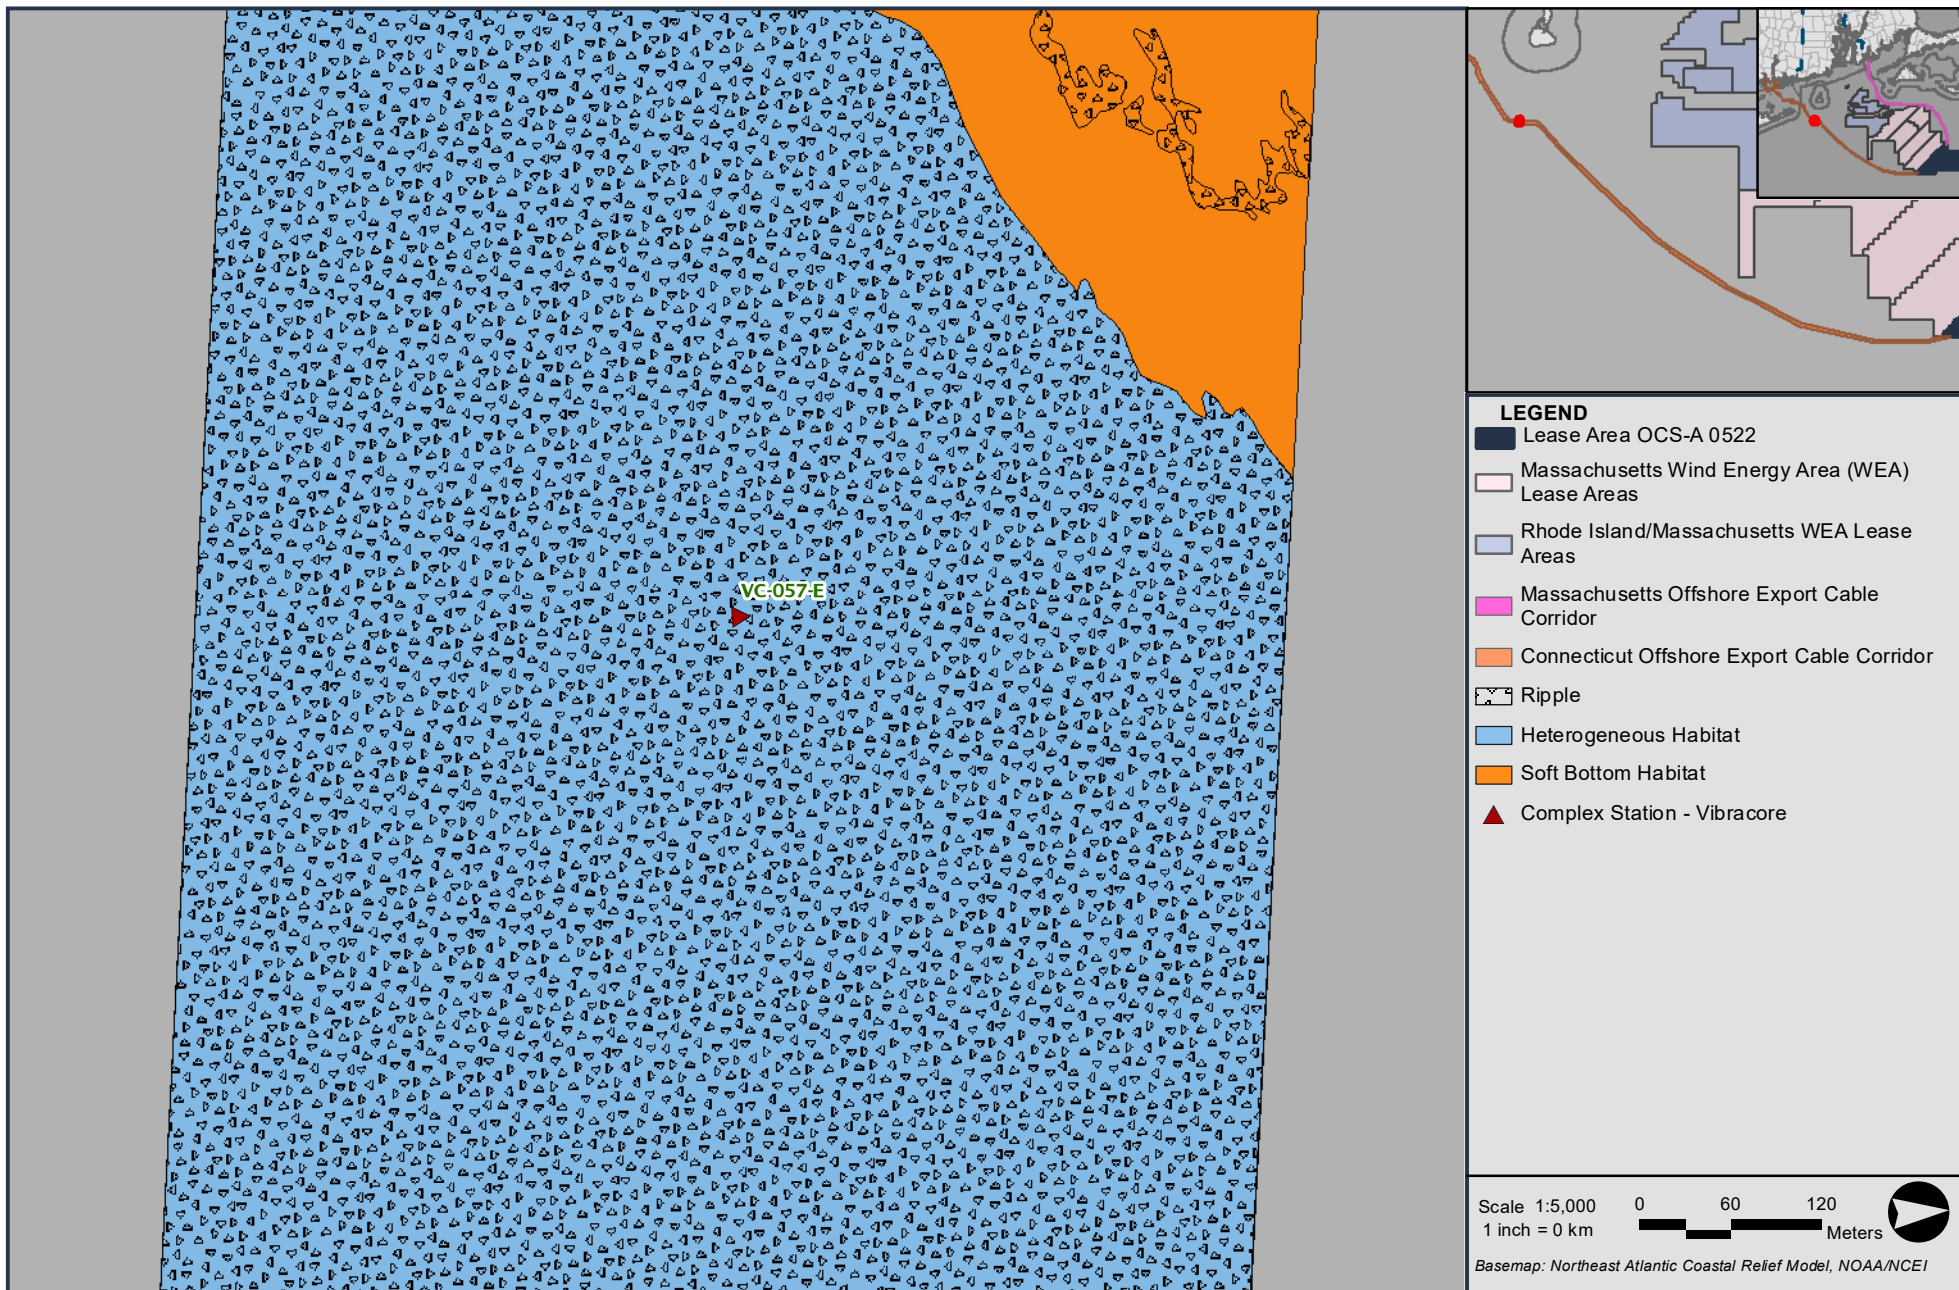 VC-057-E
LEGEND
Lease Area OCS-A 0522
Massachusetts Wind Energy Area (WEA)
Lease Areas
Rhode Island/Massachusetts WEA Lease
Areas
Massachusetts Offshore Export Cable
Corridor
Connecticut Offshore Export Cable Corridor
Ripple
Heterogeneous Habitat
Soft Bottom Habitat
Complex Station - Vibracore
Scale 1:5,000
1 inch = 0 km
0 60 120
Meters
Basemap: Northeast Atlantic Coastal Relief Model, NOAA/NCEI